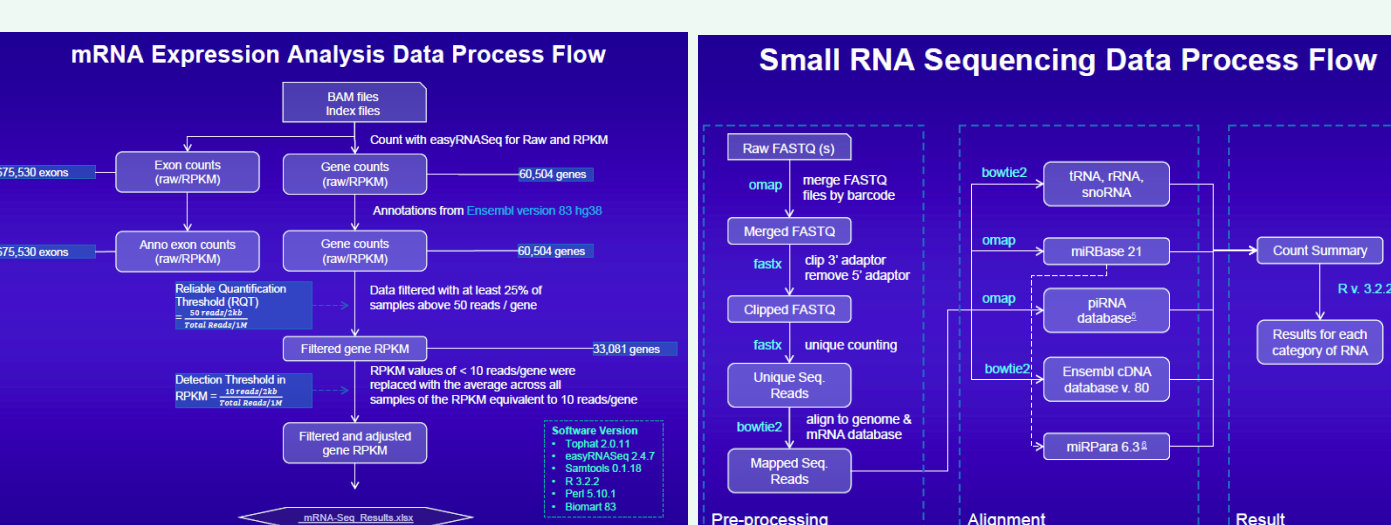 mRNA Expression Analysis Data Process Flow
BAM files
Index files
Count with easyRNASeq for Raw and RPKM
Exon counts
(raw/RPKM)
Gene counts
(raw/RPKM)
675,530 exons
60,504 genes
Annotations from Ensembl version 83 hg38
Anno exon counts
(raw/RPKM)
Gene counts
(raw/RPKM)
675,530 exons
60,504 genes
Reliable Quantification
Threshold (RQT)
= 50 reads/2kb
Total Reads/1M
Data filtered with at least 25% of
samples above 50 reads / gene
Filtered gene RPKM
33,081 genes
Detection Threshold in
RPKM = 10 reads/2kb
Total Reads/1M
RPKM values of < 10 reads/gene were
replaced with the average across all
samples of the RPKM equivalent to 10 reads/gene
Filtered and adjusted
gene RPKM
Software Version
• Tophat 2.0.11
• easyRNASeq 2.4.7
• Samtools 0.1.18
• R 3.2.2
• Perl 5.10.1
• Biomart 83
mRNA-Seq_Results.xlsx
Small RNA Sequencing Data Process Flow
Raw FASTQ (s)
omap
merge FASTQ
files by barcode
Merged FASTQ
fastx
clip 3' adaptor
remove 5' adaptor
Clipped FASTQ
fastx
unique counting
Unique Seq.
Reads
bowtie2
align to genome &
mRNA database
Mapped Seq.
Reads
Pre-processing
bowtie2
tRNA, rRNA,
snoRNA
omap
miRBase 21
omap
piRNA
database5
bowtie2
Ensembl cDNA
database v. 80
miRPara 6.3 6
Alignment
Count Summary
R v. 3.2.2
Results for each
category of RNA
Result